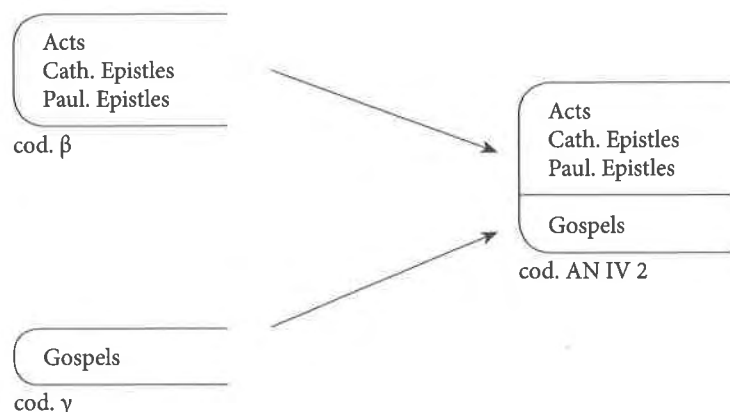 Acts
Cath. Epistles
Paul. Epistles
cod. β
Gospels
cod. γ
Acts
Cath. Epistles
Paul. Epistles
Gospels
cod. AN IV 2